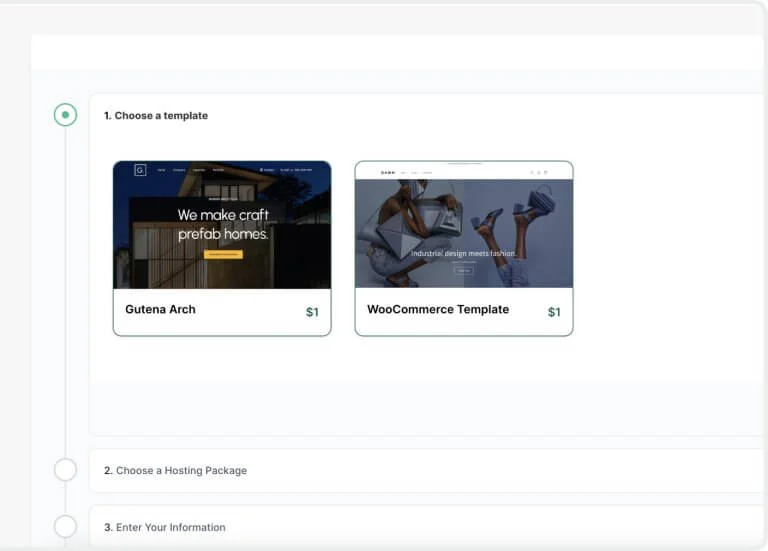 1. Choose a template
G
We make craft
prefab homes.
Industrial design meets fashion.
Gutena Arch
$1
WooCommerce Template
$1
2. Choose a Hosting Package
3. Enter Your Information